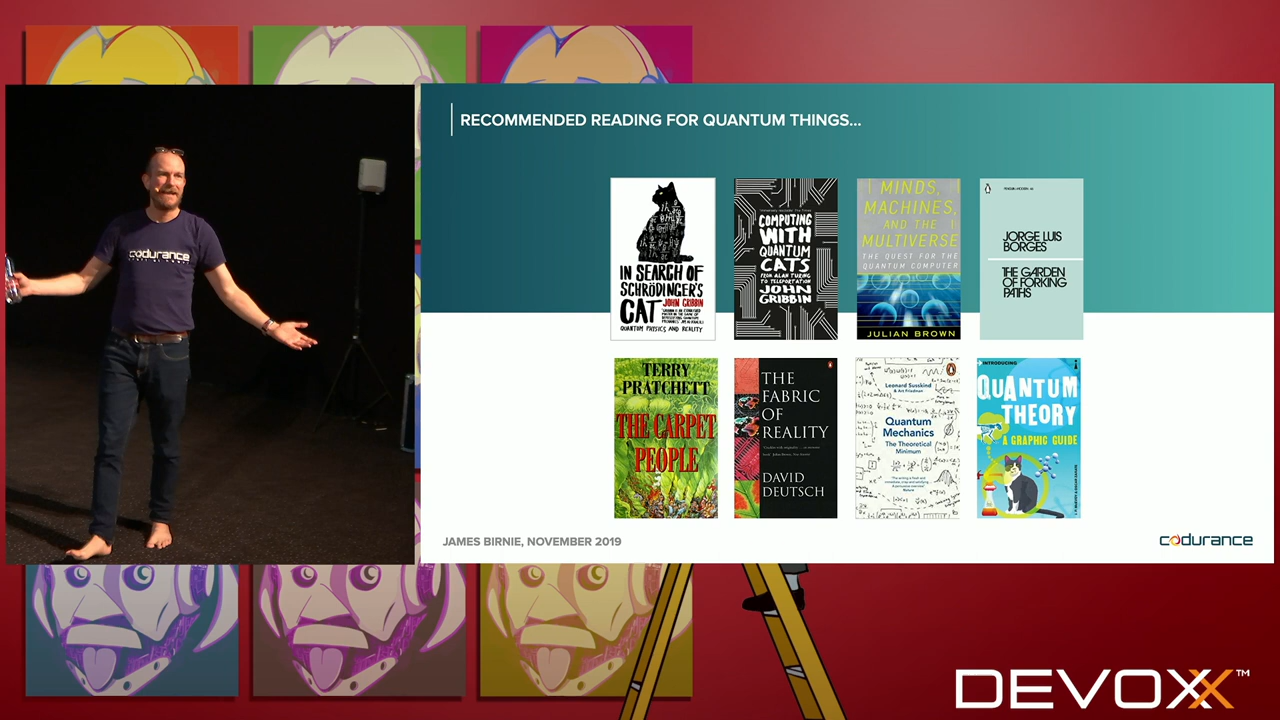 RECOMMENDED READING FOR QUANTUM THINGS...
codurance
IN SEARCH OF
SCHRÖDINGER'S
CAT JOHN GRIBBIN
QUANTUM PHYSICS AND REALITY
COMPUTING
WITH
QUANTUM
CATS
FROM ALAN TURING
TO TELEPORTATION
JOHN
GRIBBIN
MINDS,
MACHINES,
AND THE
MULTIVERSE
THE QUEST FOR THE
QUANTUM COMPUTER
JULIAN BROWN
JORGE LUIS
BORGES
THE GARDEN
OF FORKING
PATHS
TERRY
PRATCHETT
THE CARPET
PEOPLE
THE
FABRIC
OF
REALITY
DAVID
DEUTSCH
Leonard Susskind
& Art Friedman
Quantum
Mechanics
The Theoretical
Minimum
INTRODUCING
QUANTUM
THEORY
A GRAPHIC GUIDE
JAMES BIRNIE, NOVEMBER 2019
codurance
DEVOXX™